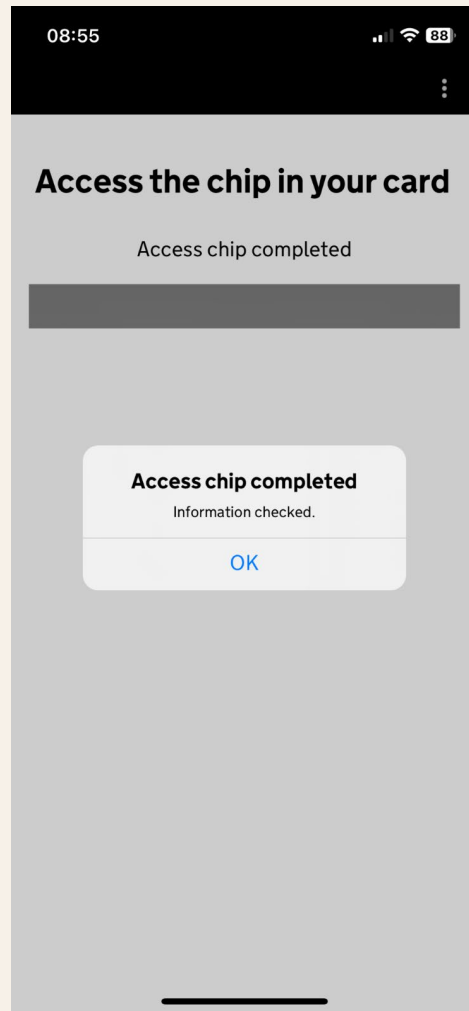 08:55
88
Access the chip in your card
Access chip completed
Access chip completed
Information checked.
OK